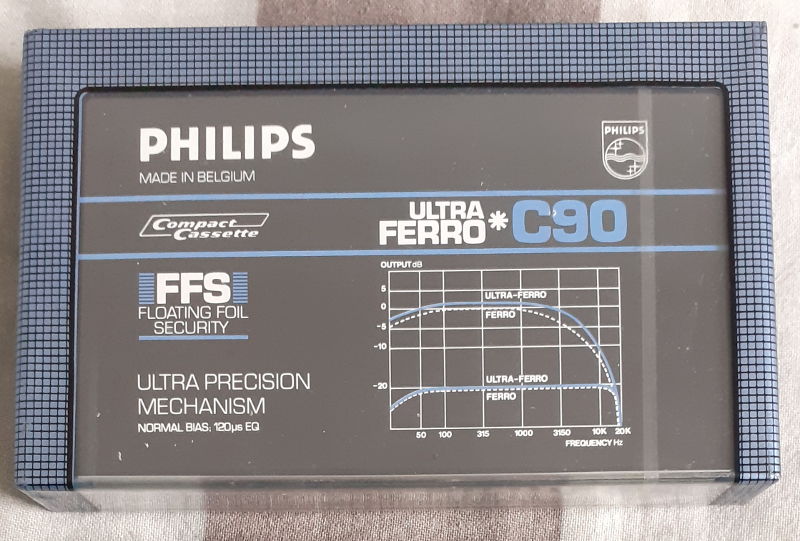 PHILIPS
MADE IN BELGIUM
PHILIPS
Compact
Cassette
ULTRA
FERRO*C90
FFS
FLOATING FOIL
SECURITY
ULTRA PRECISION
MECHANISM
NORMAL BIAS: 120µs EQ
OUTPUT dB
5
0
-5
-10
-20
ULTRA-FERRO
FERRO
ULTRA-FERRO
FERRO
50 100 315 1000 3150 10K 20K
FREQUENCY Hz